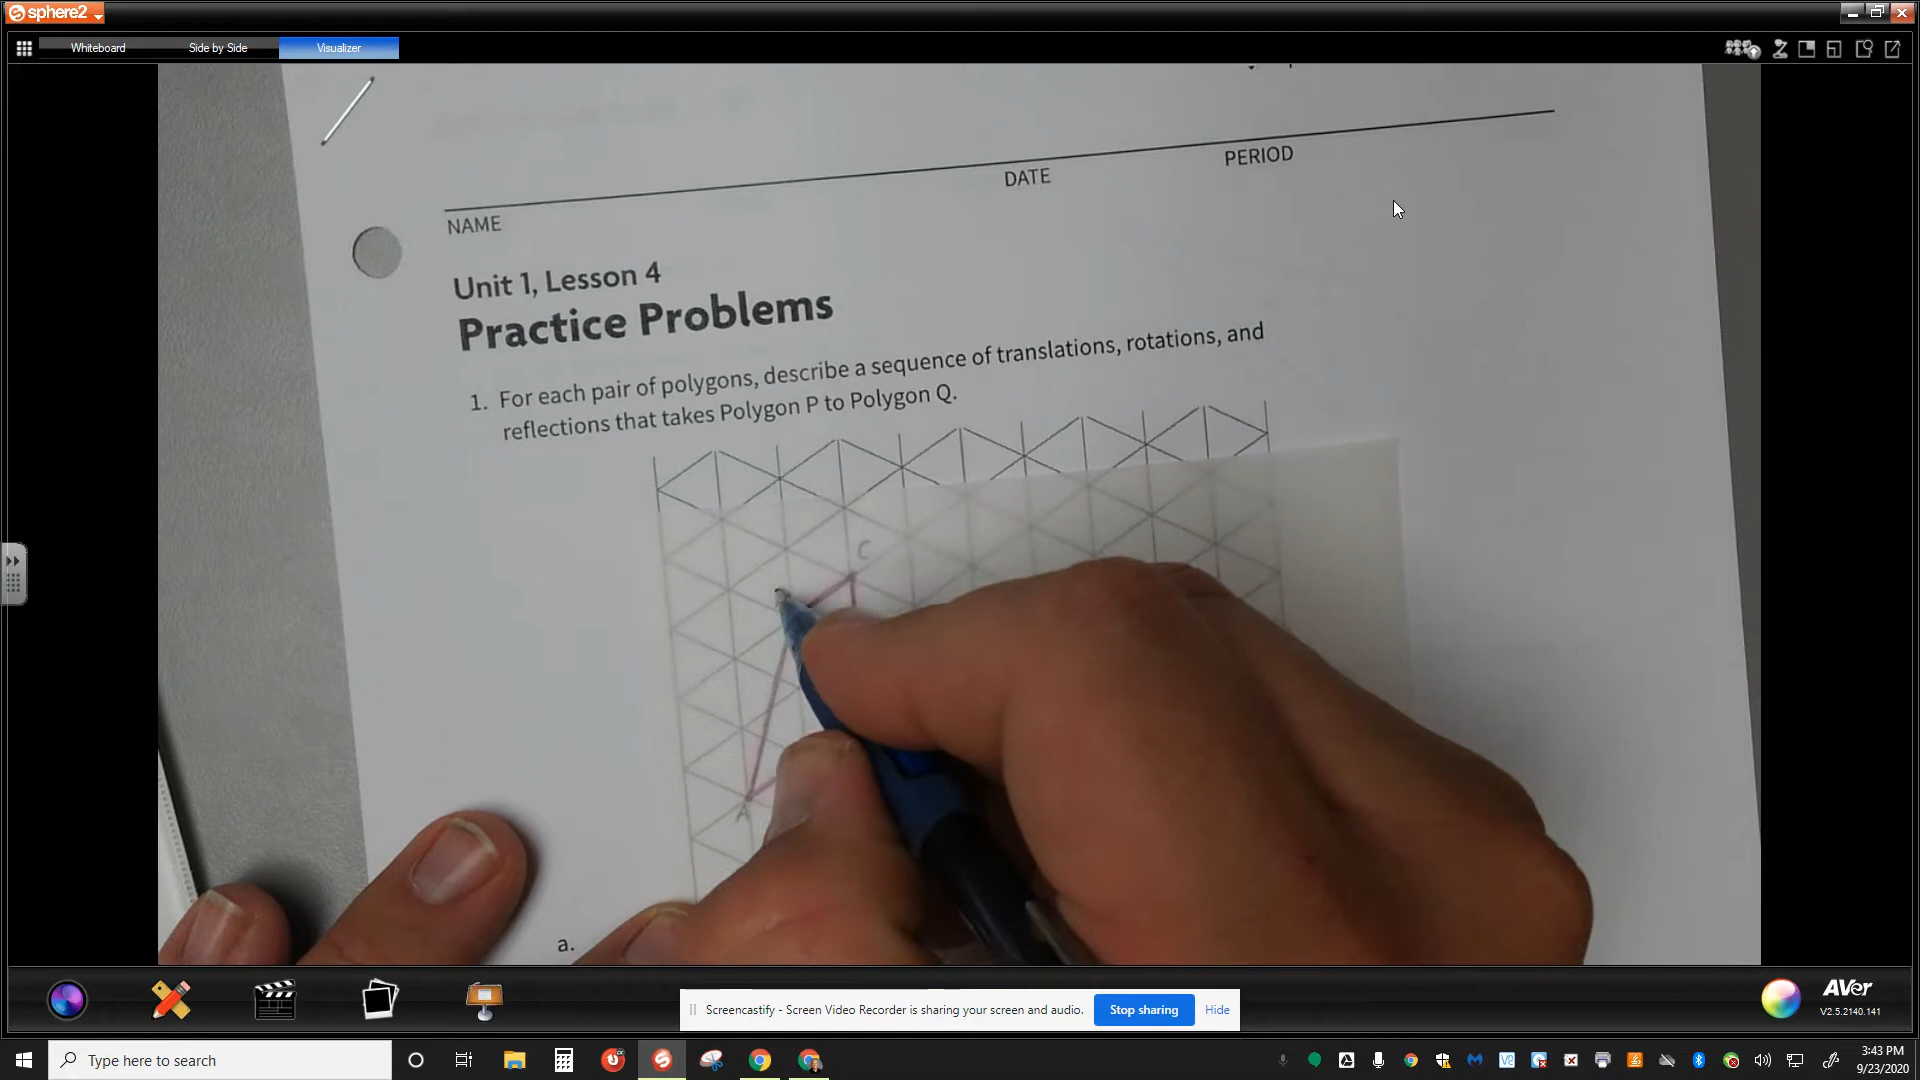 sphere2
Whiteboard
Side by Side
Visualizer
NAME
DATE
PERIOD
Unit 1, Lesson 4
Practice Problems
1. For each pair of polygons, describe a sequence of translations, rotations, and
reflections that takes Polygon P to Polygon Q.
C
A
a.
Screencastify - Screen Video Recorder is sharing your screen and audio.
Stop sharing
Hide
AVer
V2.5.2140.141
Type here to search
3:43 PM
9/23/2020